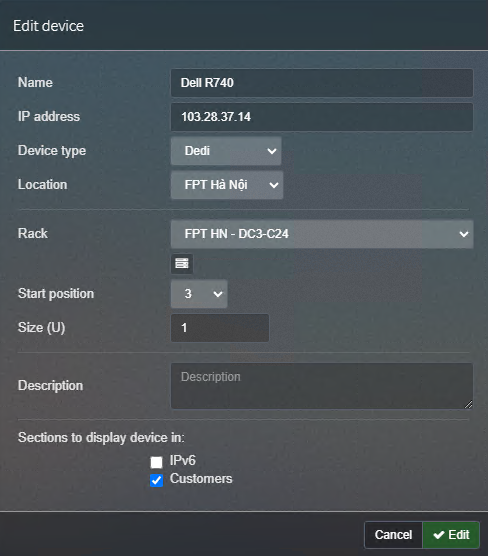 Edit device
Name
Dell R740
IP address
103.28.37.14
Device type
Dedi
Location
FPT Hà Nội
Rack
FPT HN - DC3-C24
Start position
3
Size (U)
1
Description
Description
Sections to display device in:
IPv6
Customers
Cancel
Edit